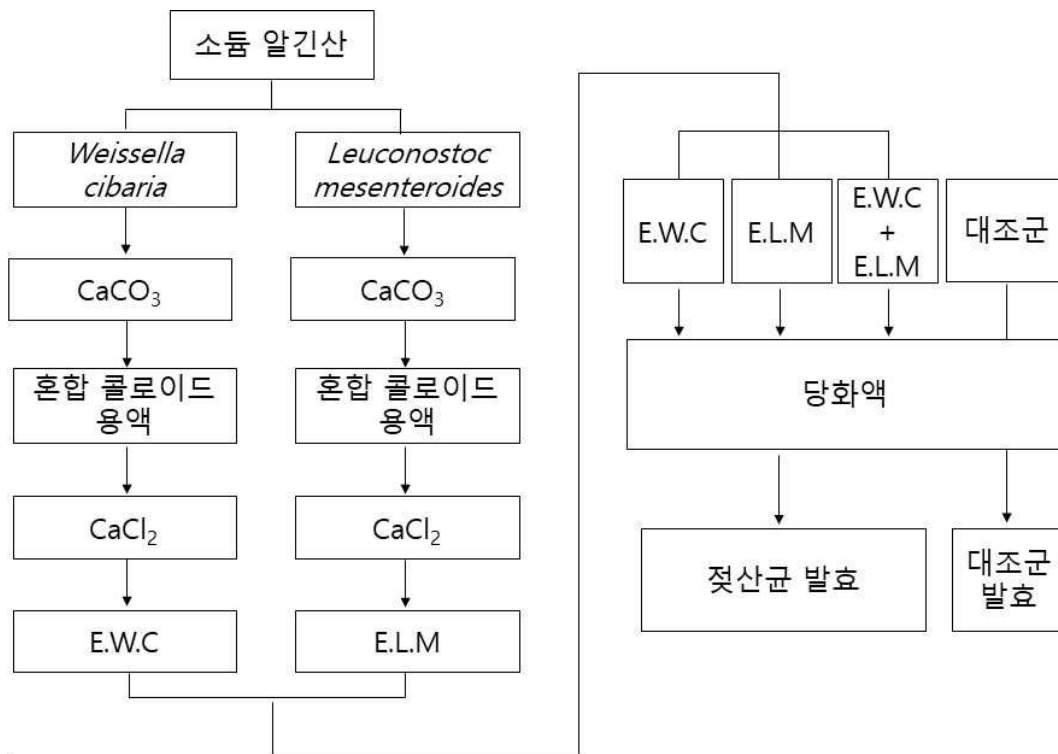 소듐 알긴산
Weissella
cibaria
Leuconostoc
mesenteroides
CaCO₃
CaCO₃
혼합 콜로이드
용액
혼합 콜로이드
용액
CaCl₂
CaCl₂
E.W.C
E.L.M
E.W.C
E.L.M
E.W.C
+
E.L.M
대조군
당화액
젖산균 발효
대조군
발효